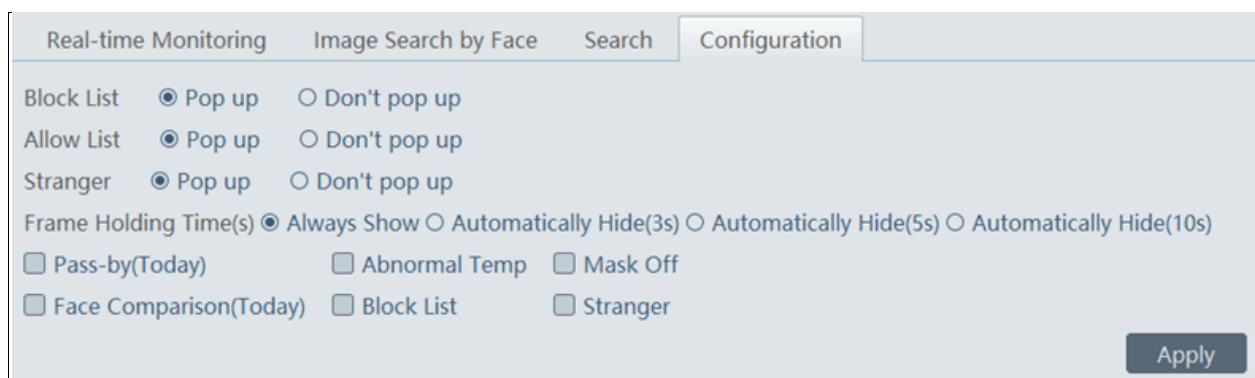 Real-time Monitoring Image Search by Face Search Configuration
Block List Pop up Don't pop up
Allow List Pop up Don't pop up
Stranger Pop up Don't pop up
Frame Holding Time(s) Always Show Automatically Hide(3s) Automatically Hide(5s) Automatically Hide(10s)
Pass-by(Today) Abnormal Temp Mask Off
Face Comparison(Today) Block List Stranger
Apply